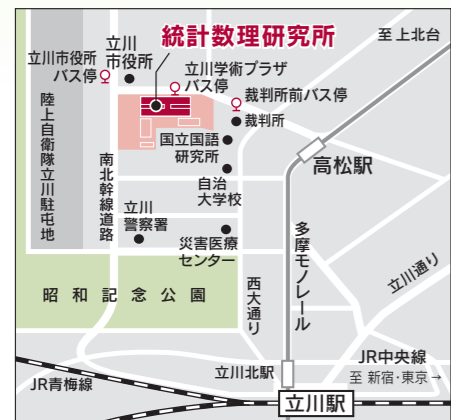 統計数理研究所
至 上北台
立川
市役所
立川市役所
バス停
立川学術プラザ
バス停
裁判所前バス停
裁判所
国立国語
研究所
高松駅
自治
大学校
陸上自衛隊立川駐屯地
南北幹線道路
立川
警察署
災害医療
センター
多摩モノレール
立川通り
西大通り
昭和記念公園
JR中央線
至 新宿・東京→
立川北駅
JR青梅線
立川駅